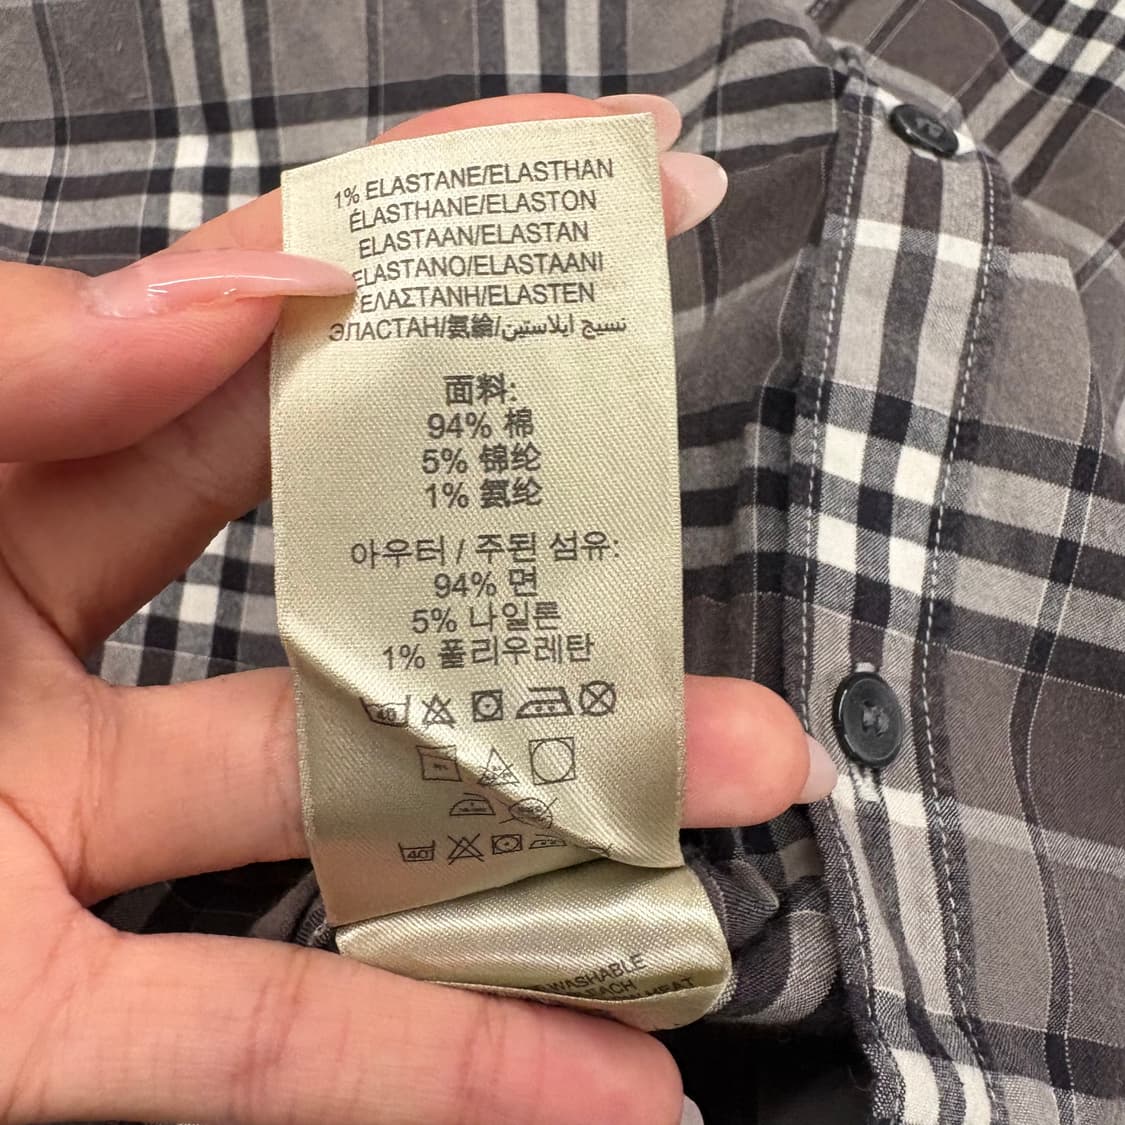 1% ELASTANE/ELASTHAN
ÉLASTHANE/ELASTON
ELASTAAN/ELASTAN
ELASTANO/ELASTAANI
ΕΛΑΣΤΑΝΗ/ELASTEN
ЭЛАСТАН/氨綸/نسيج ايلاستين
面料:
94% 棉
5% 锦纶
1% 氨纶
아우터 / 주된 섬유:
94% 면
5% 나일론
1% 폴리우레탄
40
40
WASHABLE
HEAT